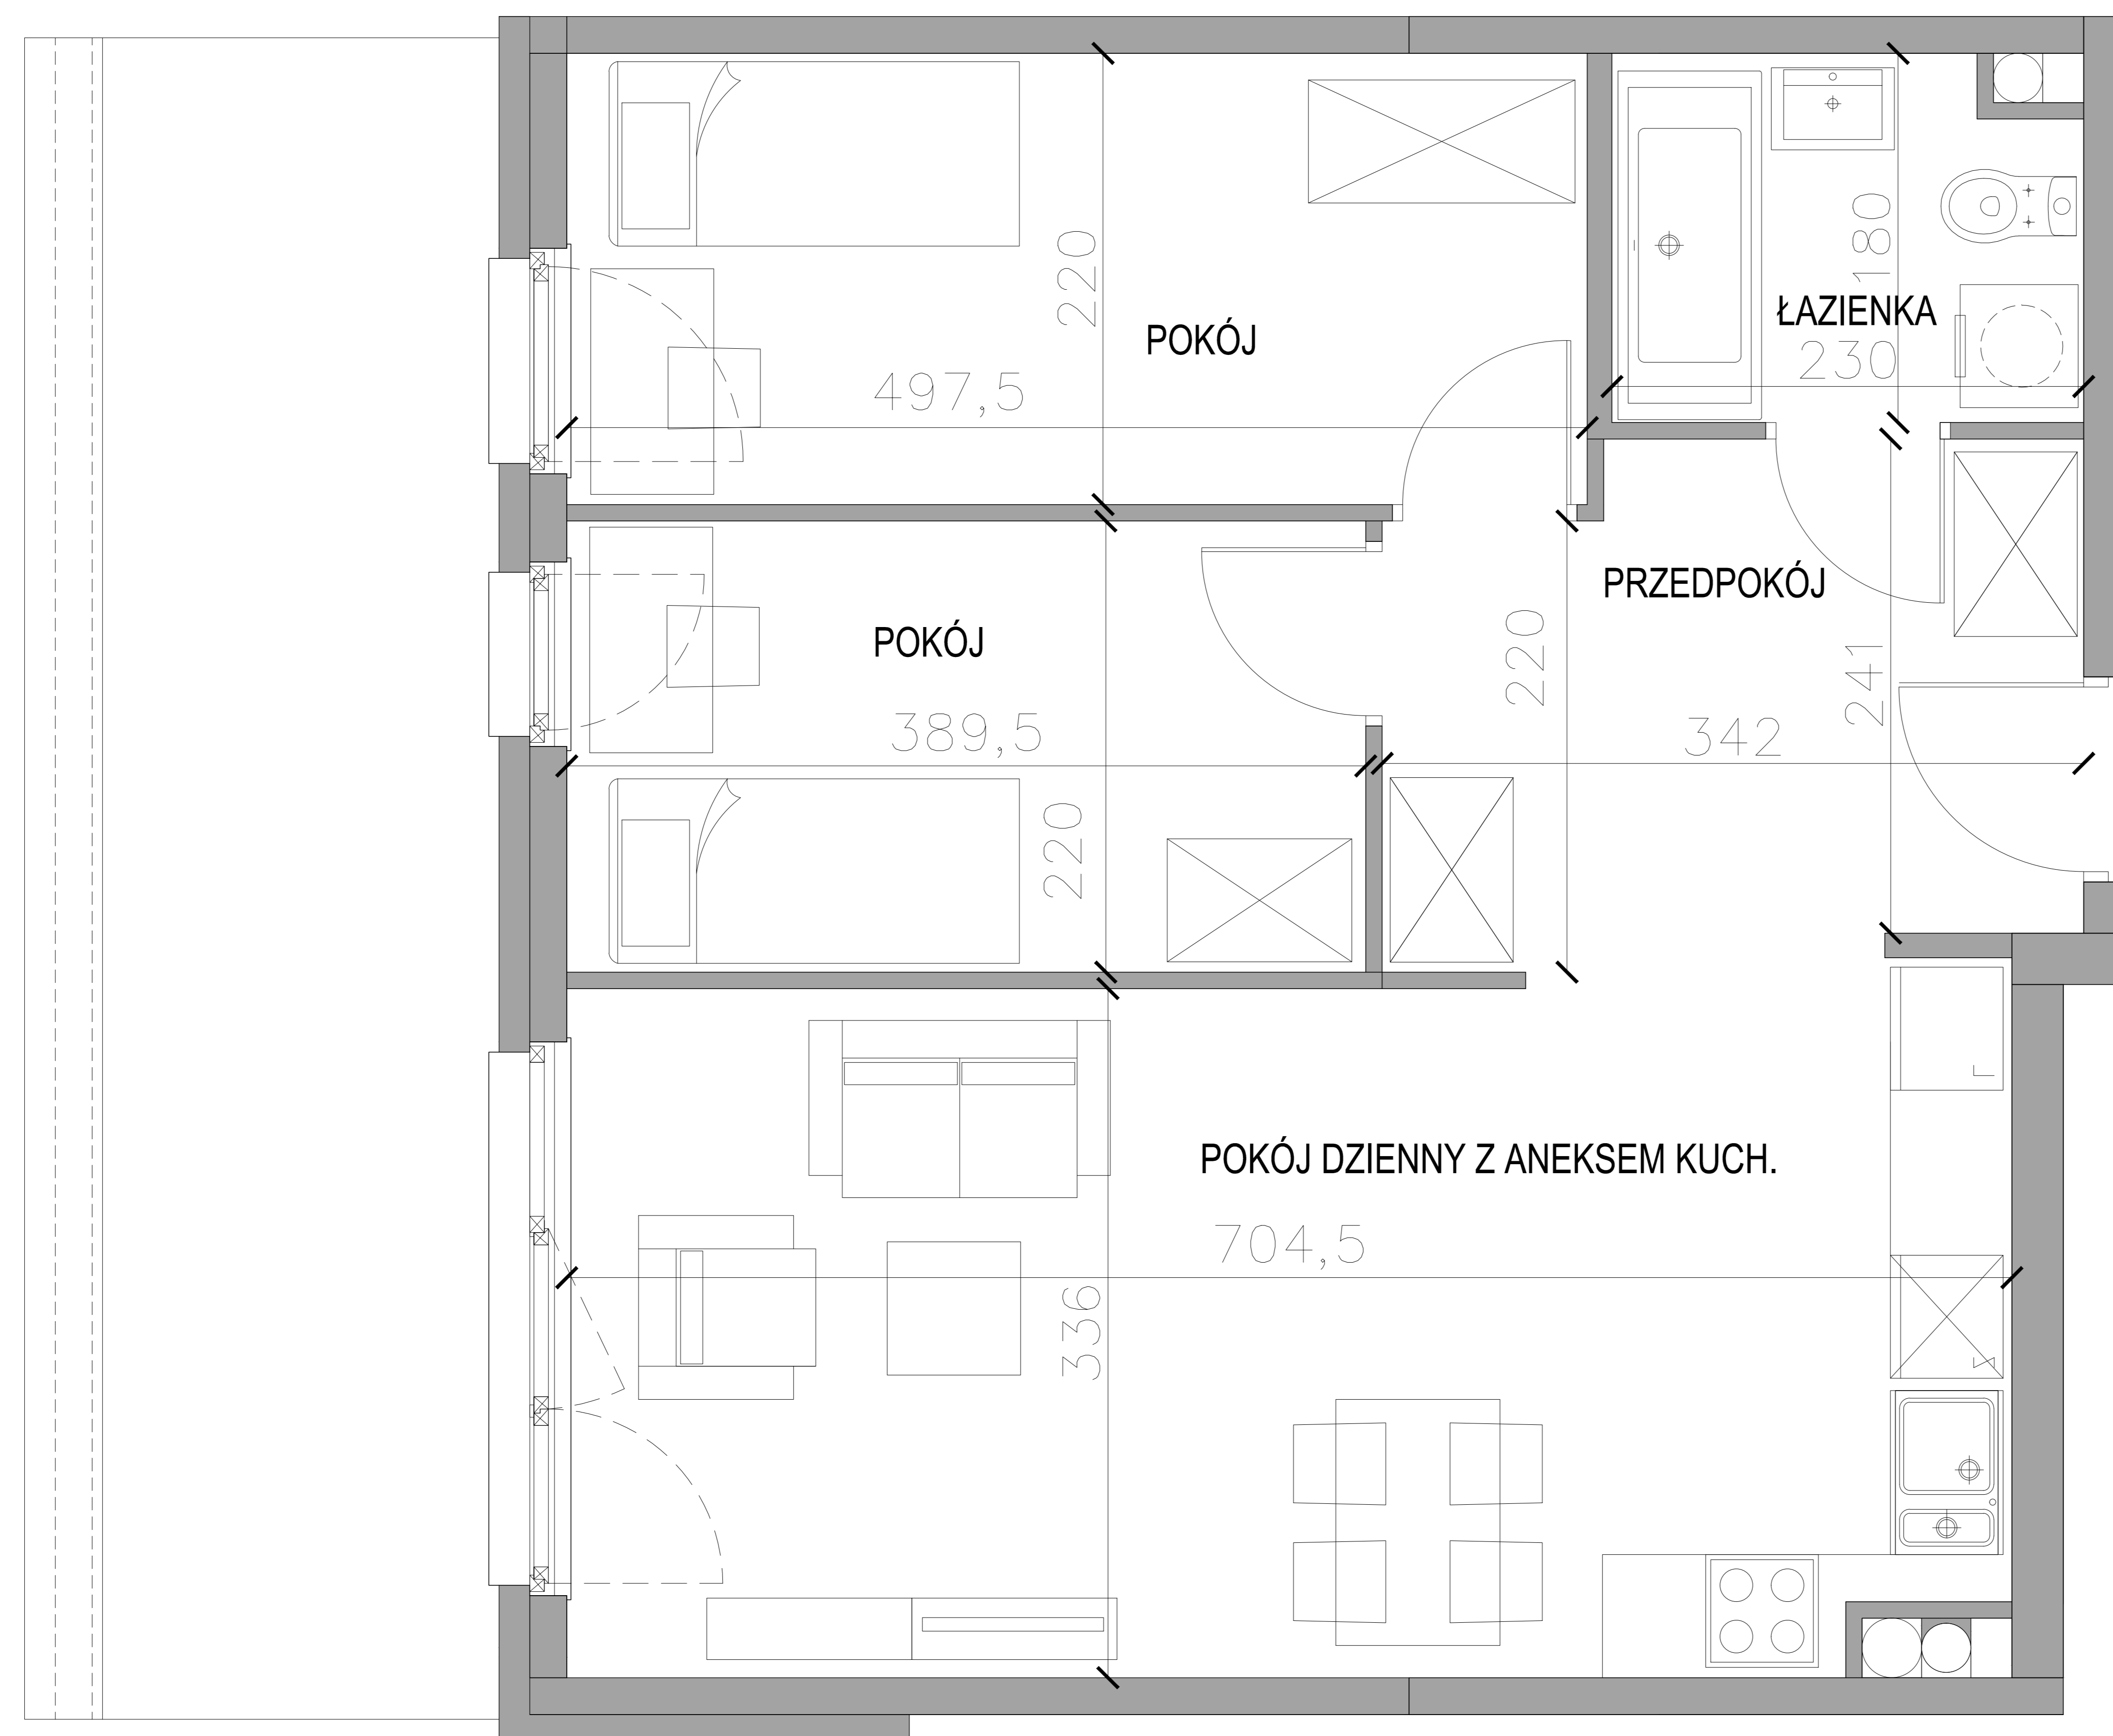 220
180
ŁAZIENKA
POKÓJ
230
497,5
PRZEDPOKÓJ
POKÓJ
220
241
389,5
342
220
POKÓJ DZIENNY Z ANEKSEM KUCH.
704,5
336
L